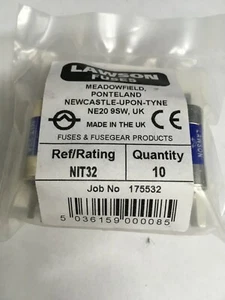 LAWSON
FUSES
MEADOWFIELD,
PONTELAND
NEWCASTLE-UPON-TYNE
NE20 9SW, UK
MADE IN THE UK
FUSES & FUSEGEAR PRODUCTS
Ref/Rating Quantity
NIT32 10
Job No 175532
5 036159 000085
LAWSON